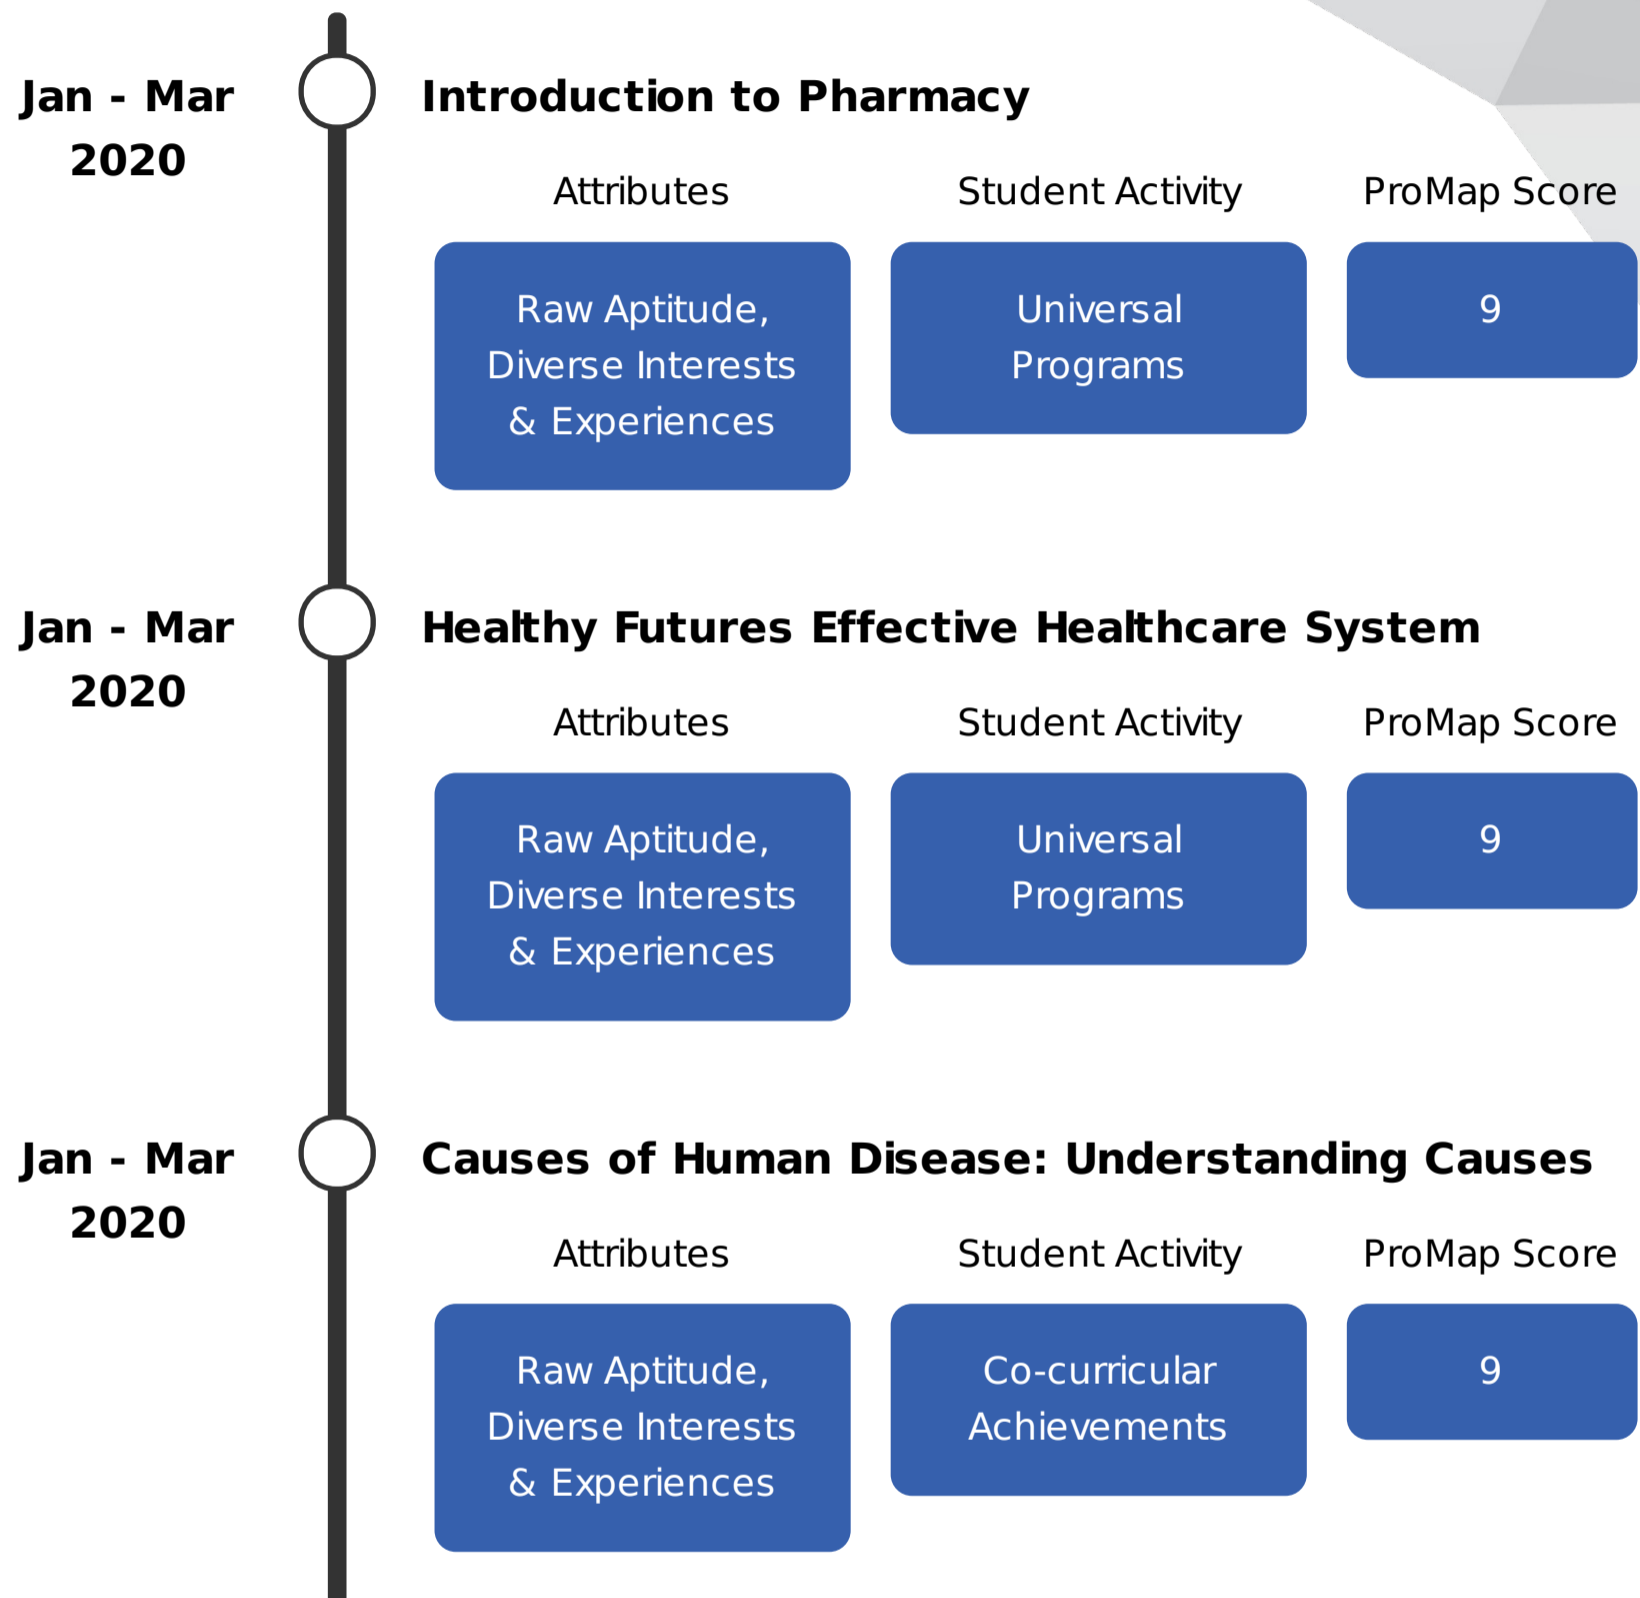 Jan - Mar
2020
Introduction to Pharmacy
Attributes
Student Activity
ProMap Score
Raw Aptitude,
Diverse Interests
& Experiences
Universal
Programs
9
Jan - Mar
2020
Healthy Futures Effective Healthcare System
Attributes
Student Activity
ProMap Score
Raw Aptitude,
Diverse Interests
& Experiences
Universal
Programs
9
Jan - Mar
2020
Causes of Human Disease: Understanding Causes
Attributes
Student Activity
ProMap Score
Raw Aptitude,
Diverse Interests
& Experiences
Co-curricular
Achievements
9